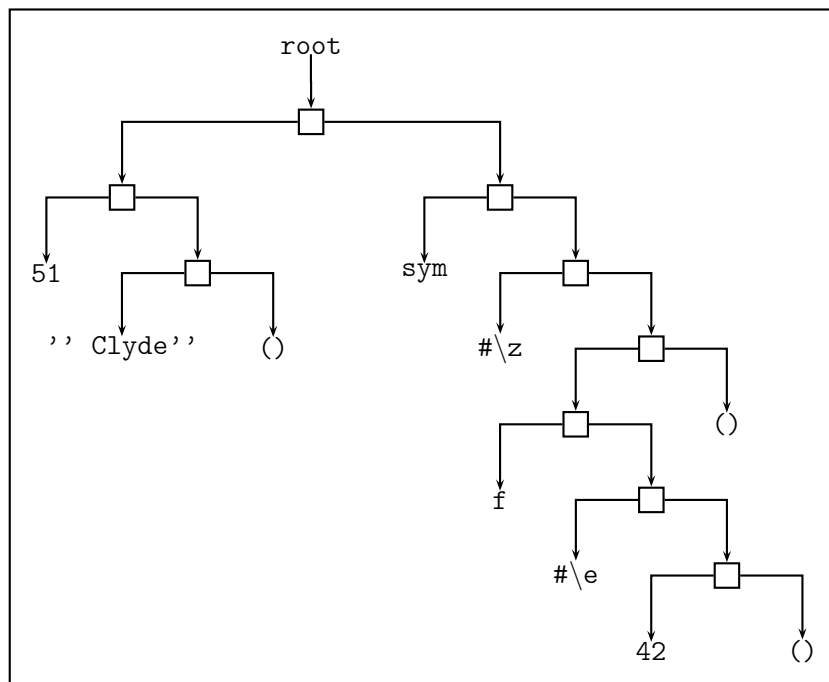 root
51
sym
'' Clyde''
()
#\z
()
f
#\e
42
()